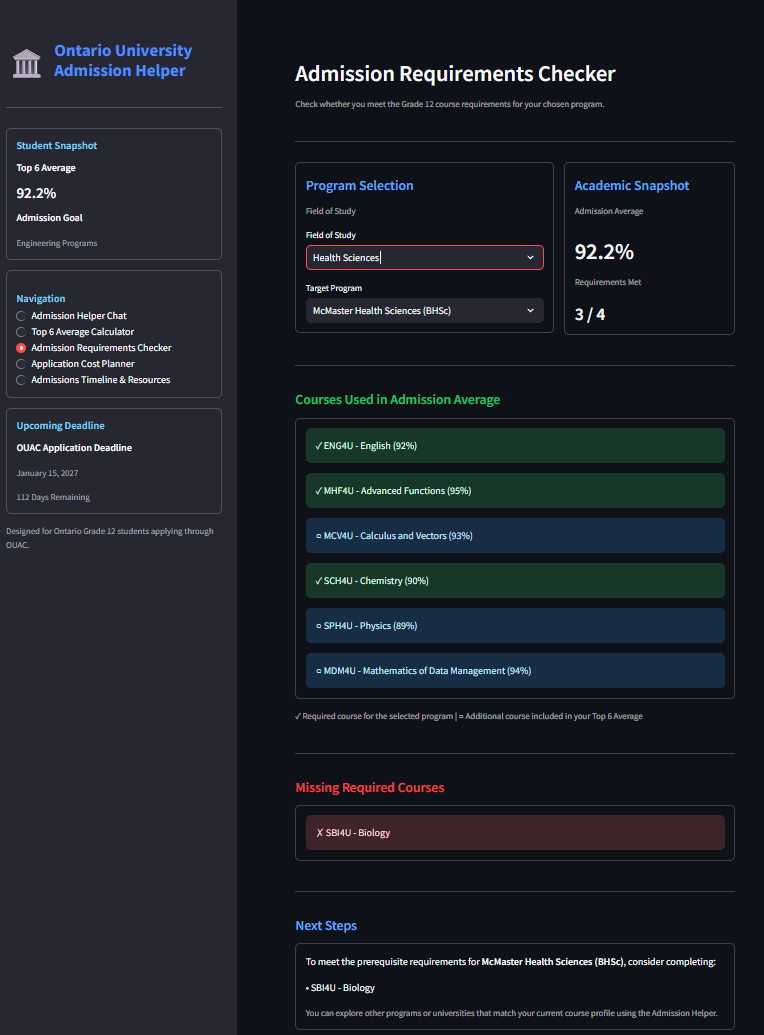 Ontario University
Admission Helper
Student Snapshot
Top 6 Average
92.2%
Admission Goal
Engineering Programs
Navigation
Admission Helper Chat
Top 6 Average Calculator
Admission Requirements Checker
Application Cost Planner
Admissions Timeline & Resources
Upcoming Deadline
OUAC Application Deadline
January 15, 2027
112 Days Remaining
Designed for Ontario Grade 12 students applying through
OUAC.
Admission Requirements Checker
Check whether you meet the Grade 12 course requirements for your chosen program.
Program Selection
Field of Study
Field of Study
Health Sciences
Target Program
McMaster Health Sciences (BHSc)
Academic Snapshot
Admission Average
92.2%
Requirements Met
3 / 4
Courses Used in Admission Average
✓ ENG4U - English (92%)
✓ MHF4U - Advanced Functions (95%)
○ MCV4U - Calculus and Vectors (93%)
✓ SCH4U - Chemistry (90%)
○ SPH4U - Physics (89%)
○ MDM4U - Mathematics of Data Management (94%)
✓ Required course for the selected program | = Additional course included in your Top 6 Average
Missing Required Courses
✗ SBI4U - Biology
Next Steps
To meet the prerequisite requirements for McMaster Health Sciences (BHSc), consider completing:
• SBI4U - Biology
You can explore other programs or universities that match your current course profile using the Admission Helper.